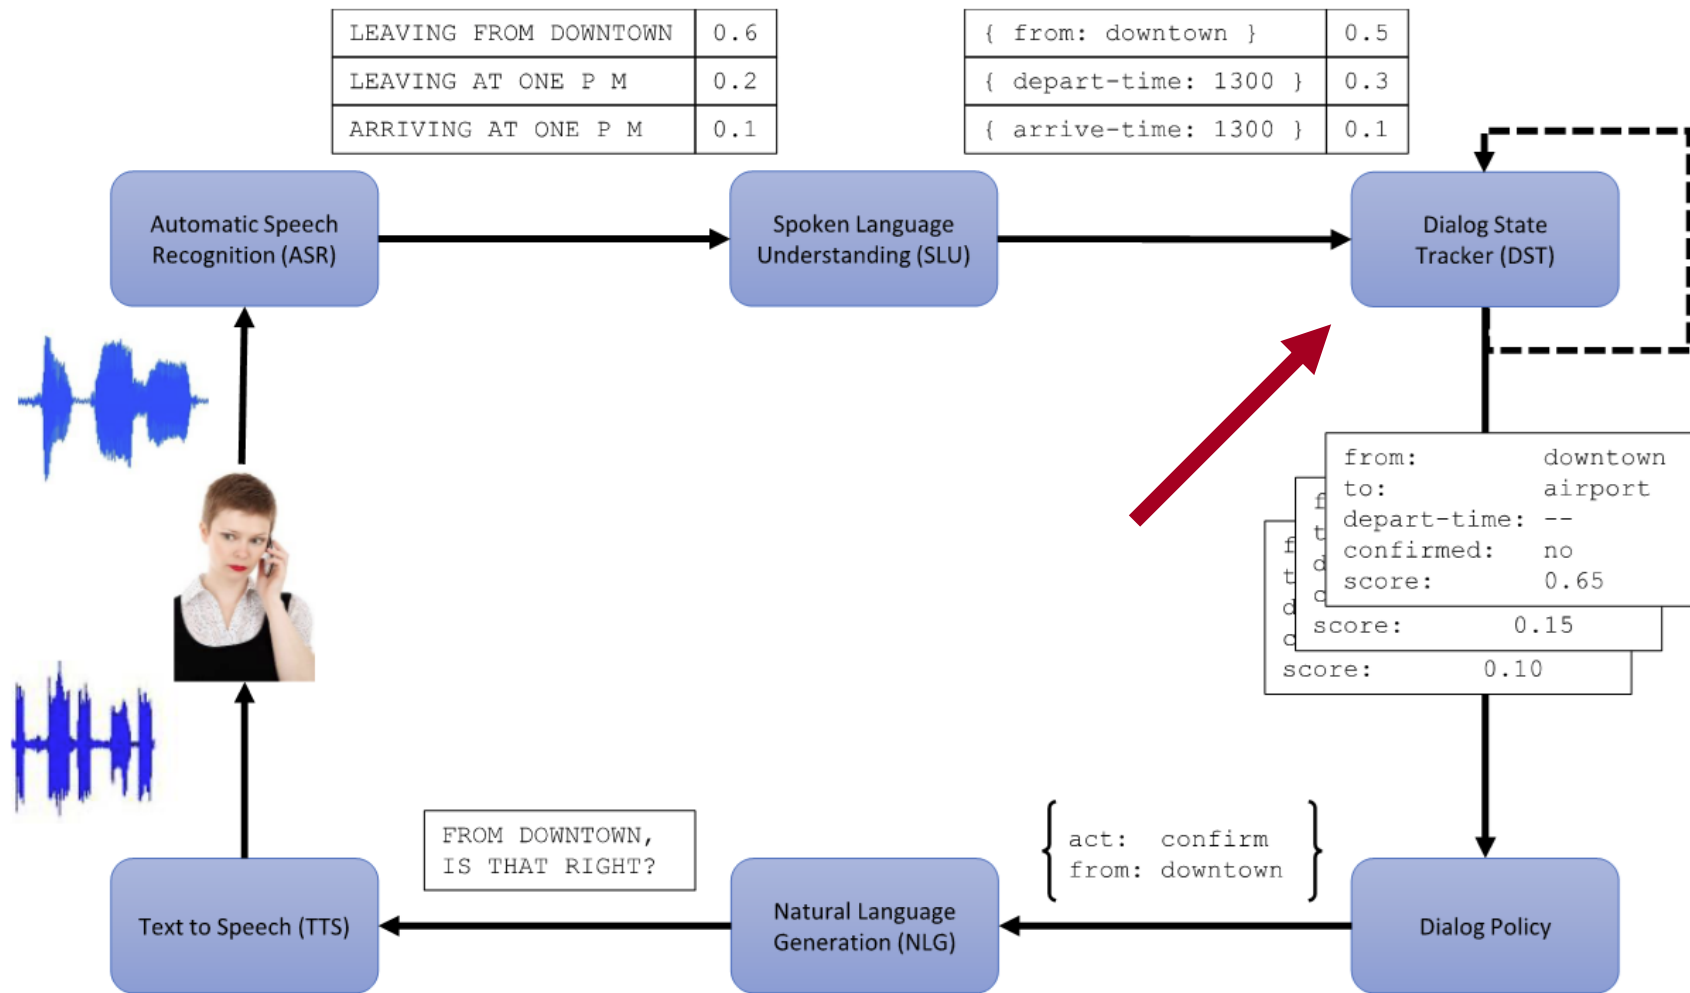 LEAVING FROM DOWNTOWN 0.6
LEAVING AT ONE P M 0.2
ARRIVING AT ONE P M 0.1
{ from: downtown } 0.5
{ depart-time: 1300 } 0.3
{ arrive-time: 1300 } 0.1
Automatic Speech
Recognition (ASR)
Spoken Language
Understanding (SLU)
Dialog State
Tracker (DST)
from: downtown
to: airport
depart-time: --
confirmed: no
score: 0.65
f
t
d
c
score: 0.15
f
t
d
c
score: 0.10
act: confirm
from: downtown
FROM DOWNTOWN,
IS THAT RIGHT?
Text to Speech (TTS)
Natural Language
Generation (NLG)
Dialog Policy